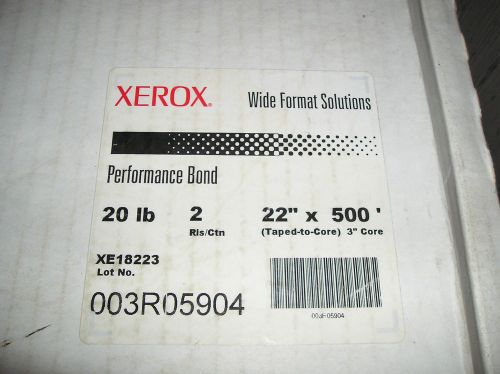 XEROX®
Wide Format Solutions
Performance Bond
20 lb 2 22" x 500 '
Rls/Ctn (Taped-to-Core) 3" Core
XE18223
Lot No.
003R05904
003R05904